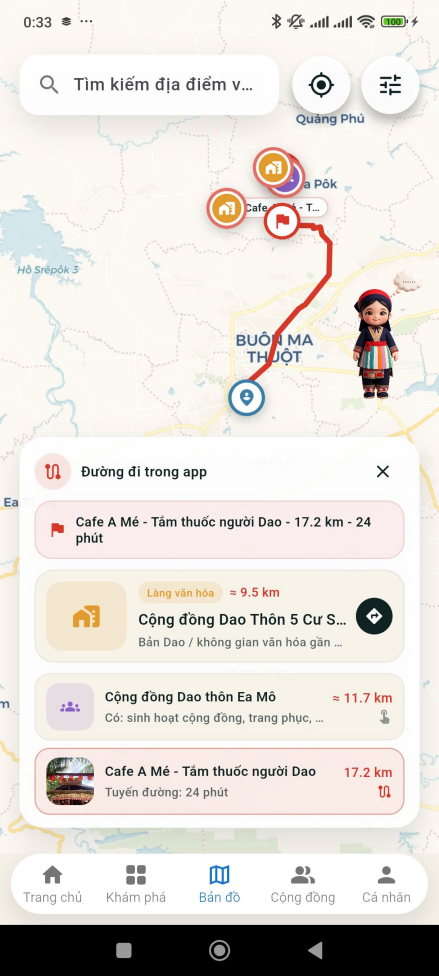 0:33
100
Tìm kiếm địa điểm v...
Quảng Phú
a Pôk
Cafe
- T...
Hồ Srêpôk 3
BUÔN MA
THUỘT
......
Đường đi trong app
Ea
Cafe A Mé - Tắm thuốc người Dao - 17.2 km - 24
phút
Làng văn hóa
≈ 9.5 km
Cộng đồng Dao Thôn 5 Cư S...
Bản Dao / không gian văn hóa gần ...
Cộng đồng Dao thôn Ea Mô
≈ 11.7 km
Có: sinh hoạt cộng đồng, trang phục, ...
m
Cafe A Mé - Tắm thuốc người Dao
17.2 km
Tuyến đường: 24 phút
Trang chủ
Khám phá
Bản đồ
Cộng đồng
Cá nhân